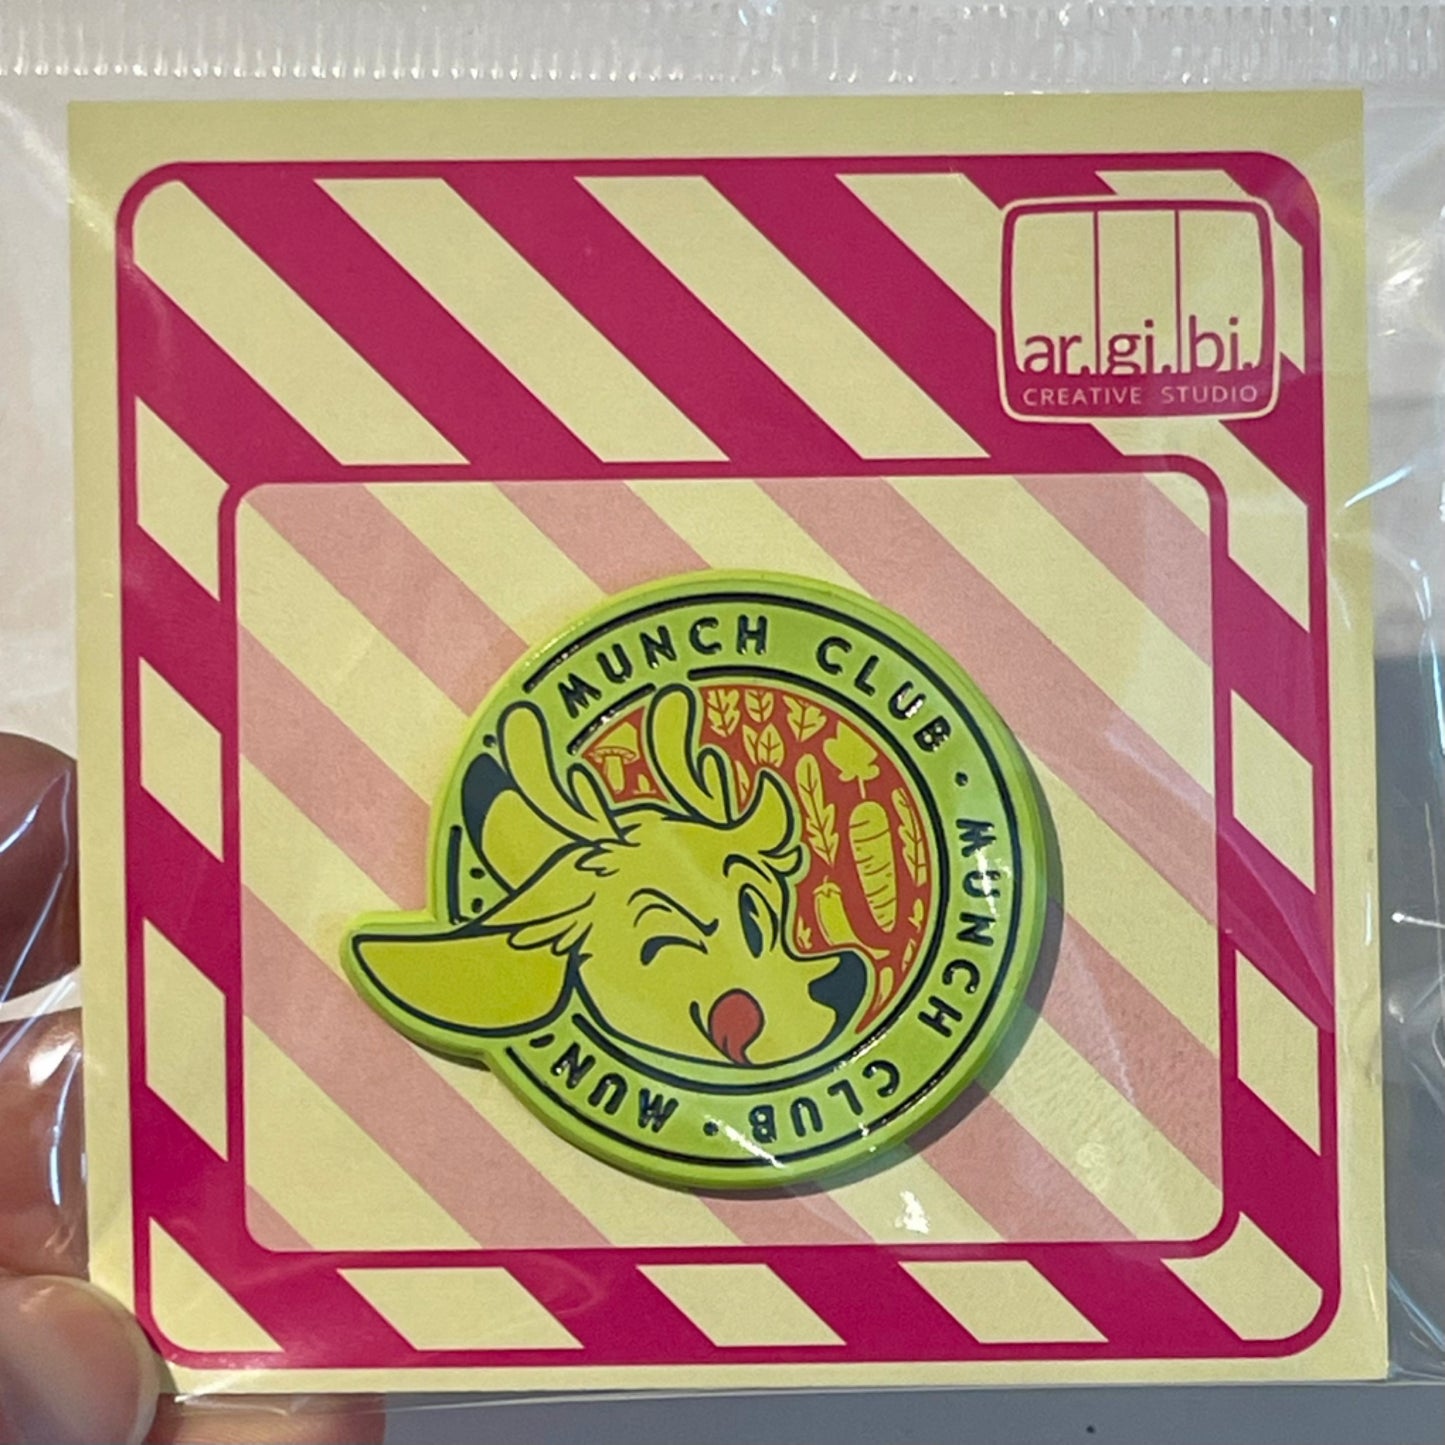 ar.gi.bi.
CREATIVE STUDIO
MUNCH CLUB • MUNCH CLUB • MUN